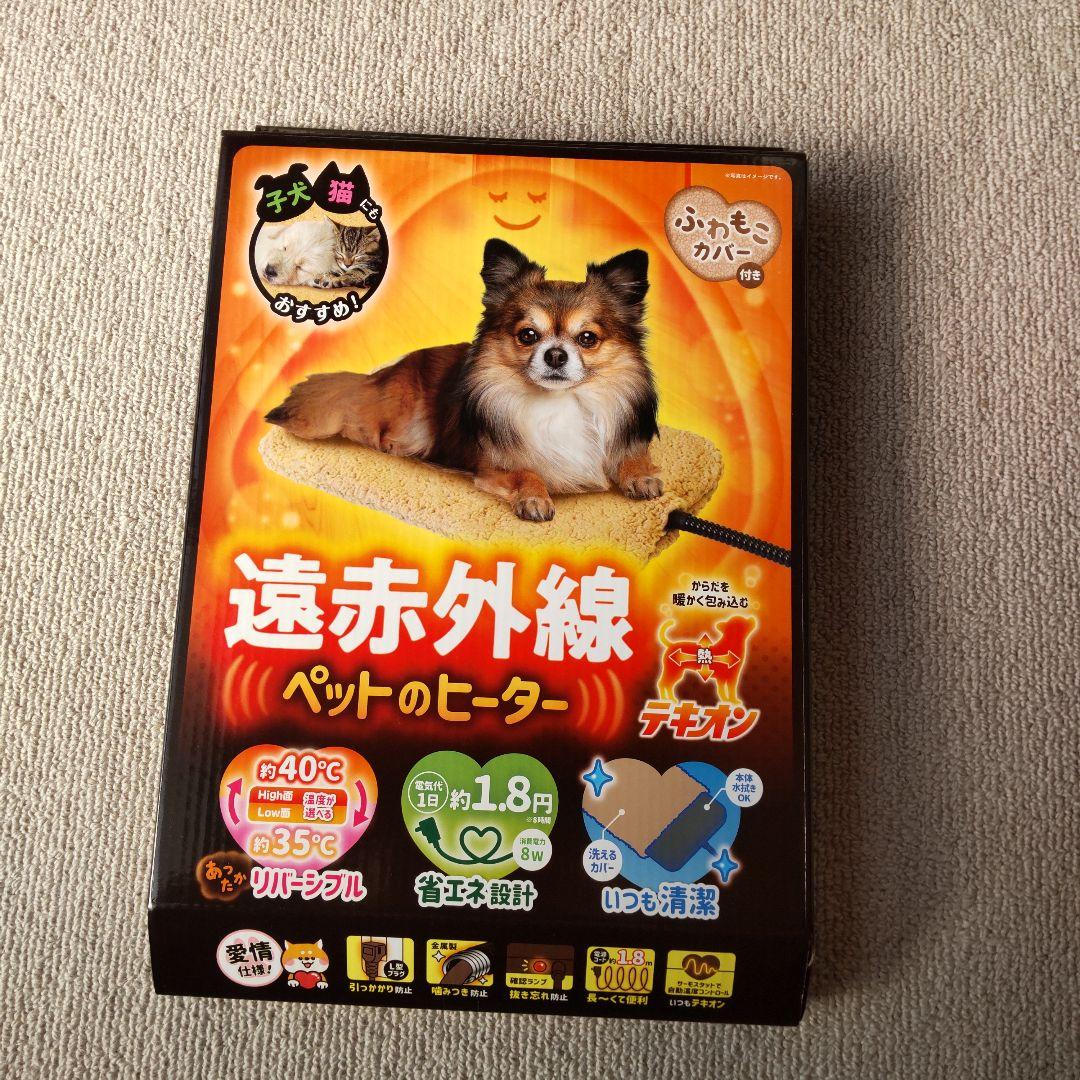 ※写真はイメージです。
子犬 猫にも
おすすめ!
ふわもこ
カバー
付き
遠赤外線
ペットのヒーター
からだを
暖かく包み込む
熱
テキオン
約40℃
High面
Low面
温度が
選べる
約35℃
あったか
リバーシブル
電気代
1日
約1.8円
※8時間
消費電力
8W
省エネ設計
本体
水拭き
OK
洗える
カバー
いつも清潔
愛情
仕様!
L型
プラグ
引っかかり防止
金属製
噛みつき防止
確認ランプ
抜き忘れ防止
電源
コード
約1.8m
長〜くて便利
サーモスタットで
自動温度コントロール
いつもテキオン